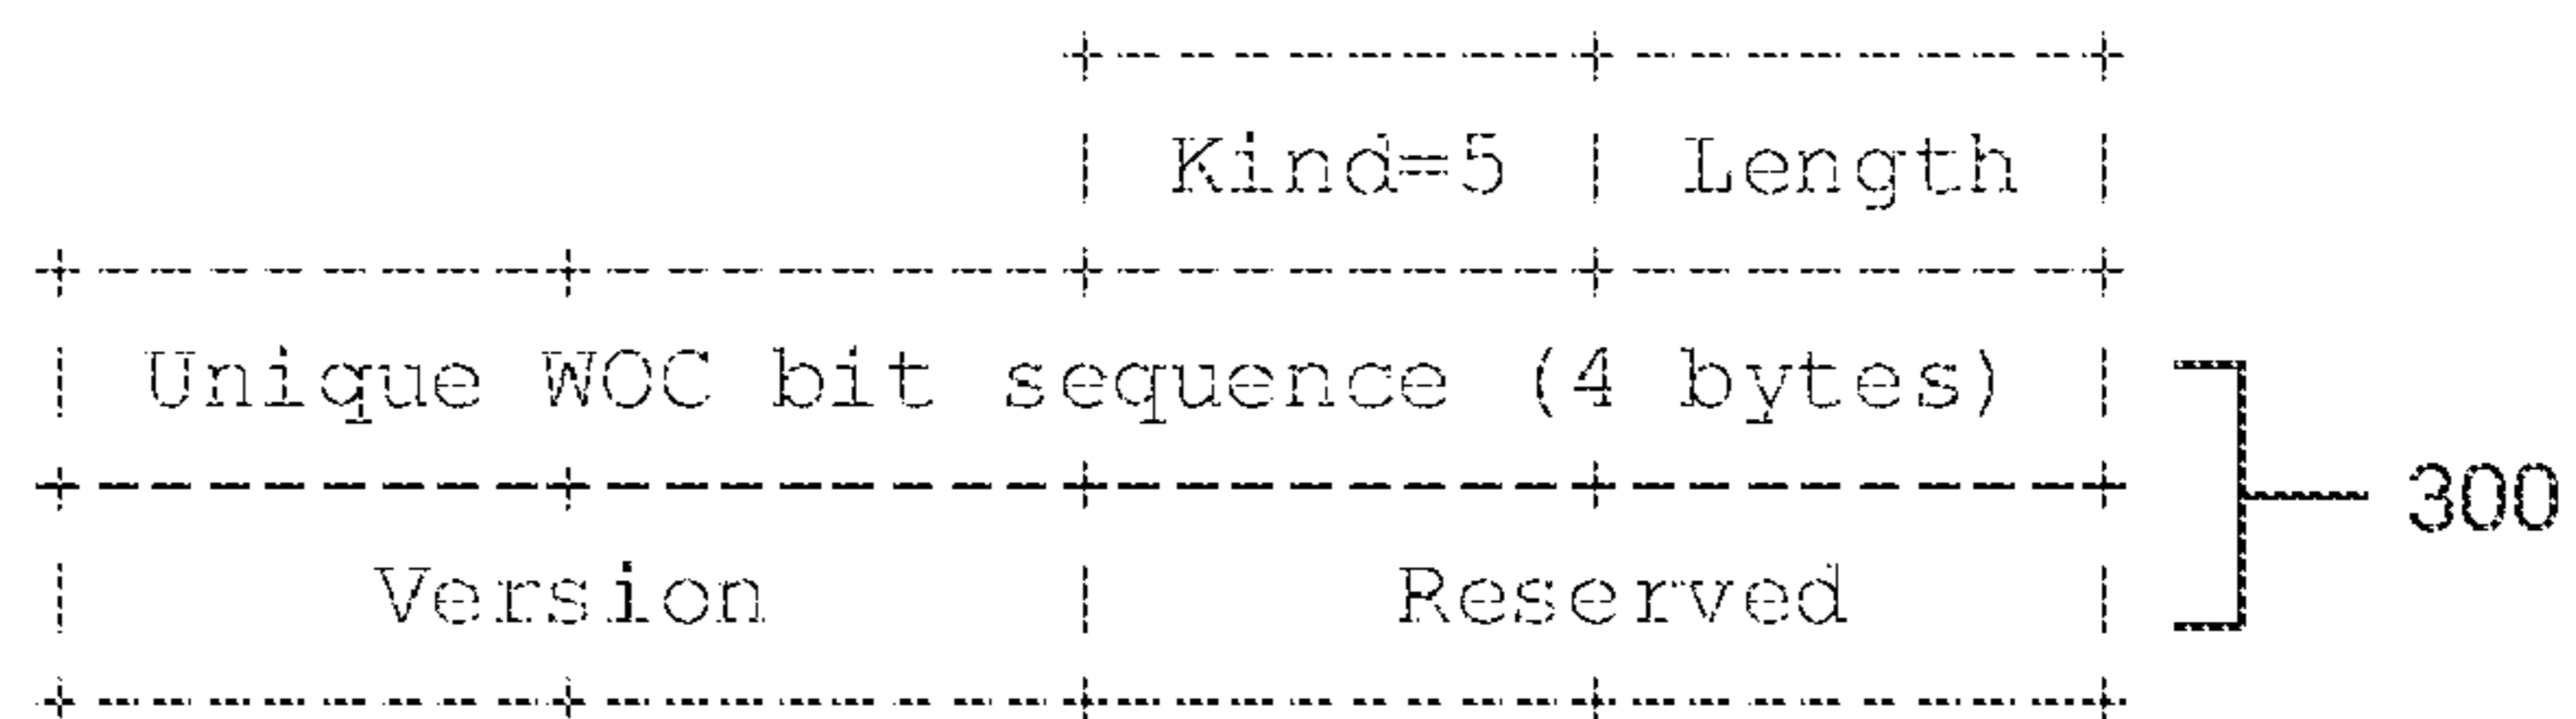 Kind=5 Length
Unique WOC bit sequence (4 bytes)
300
Version Reserved